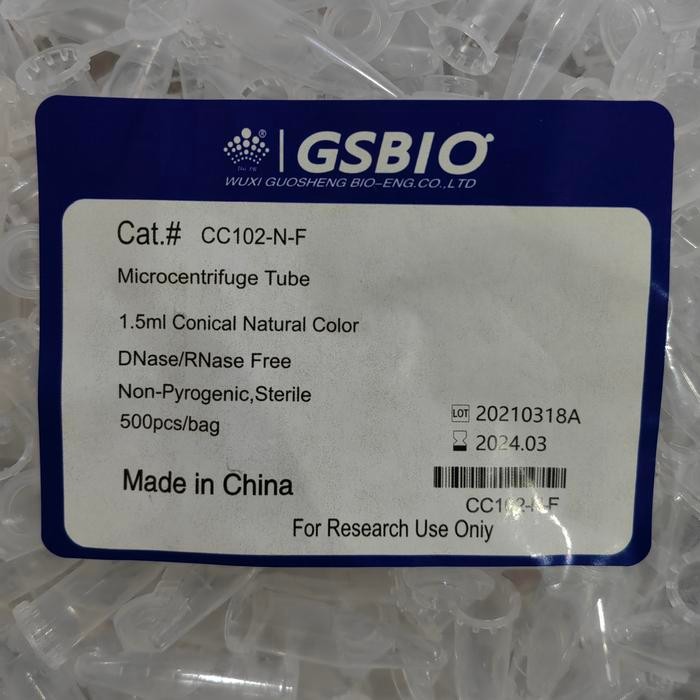 GSBIO
WUXI GUOSHENG BIO-ENG.CO.,LTD
Cat.# CC102-N-F
Microcentrifuge Tube
1.5ml Conical Natural Color
DNase/RNase Free
Non-Pyrogenic,Sterile
500pcs/bag
LOT 20210318A
2024.03
Made in China
CC102-N-F
For Research Use Oniy